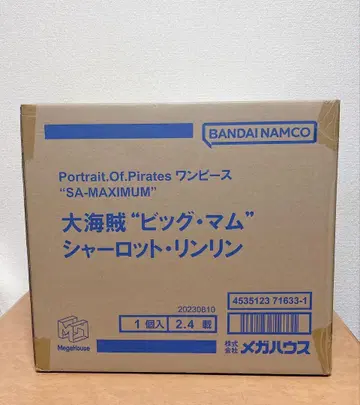 BANDAI NAMCO
Portrait.Of.Pirates ワンピース
“SA-MAXIMUM”
大海賊“ビッグ・マム”
シャーロット・リンリン
20230610
4535123 71633-1
1個入 2.4 載
MegaHouse
株式会社 メガハウス